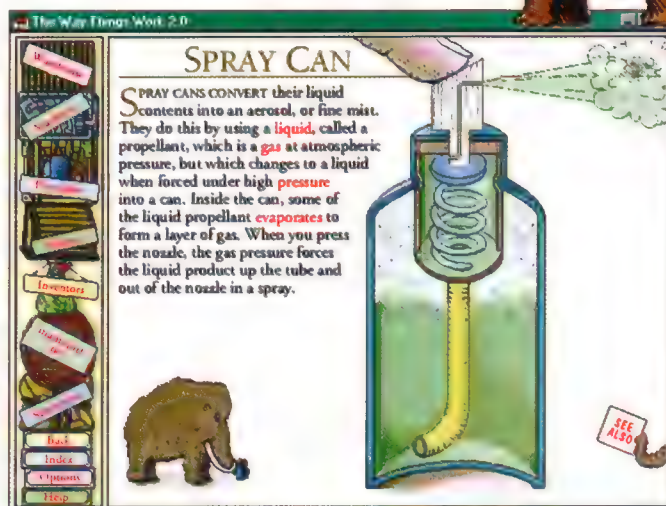 The Way Things Work 2.0
SPRAY CAN
SPRAY CANS CONVERT their liquid
contents into an aerosol, or fine mist.
They do this by using a liquid, called a
propellant, which is a gas at atmospheric
pressure, but which changes to a liquid
when forced under high pressure
into a can. Inside the can, some of
the liquid propellant evaporates to
form a layer of gas. When you press
the nozzle, the gas pressure forces
the liquid product up the tube and
out of the nozzle in a spray.
Inventors
Back
Index
Options
Help
SEE
ALSO